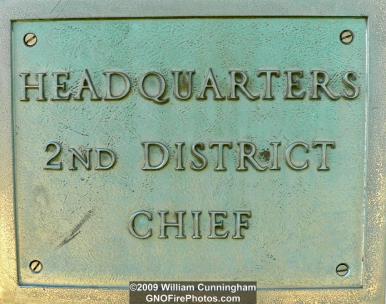 HEADQUARTERS
2ND DISTRICT
CHIEF
©2009 William Cunningham
GNOFirePhotos.com